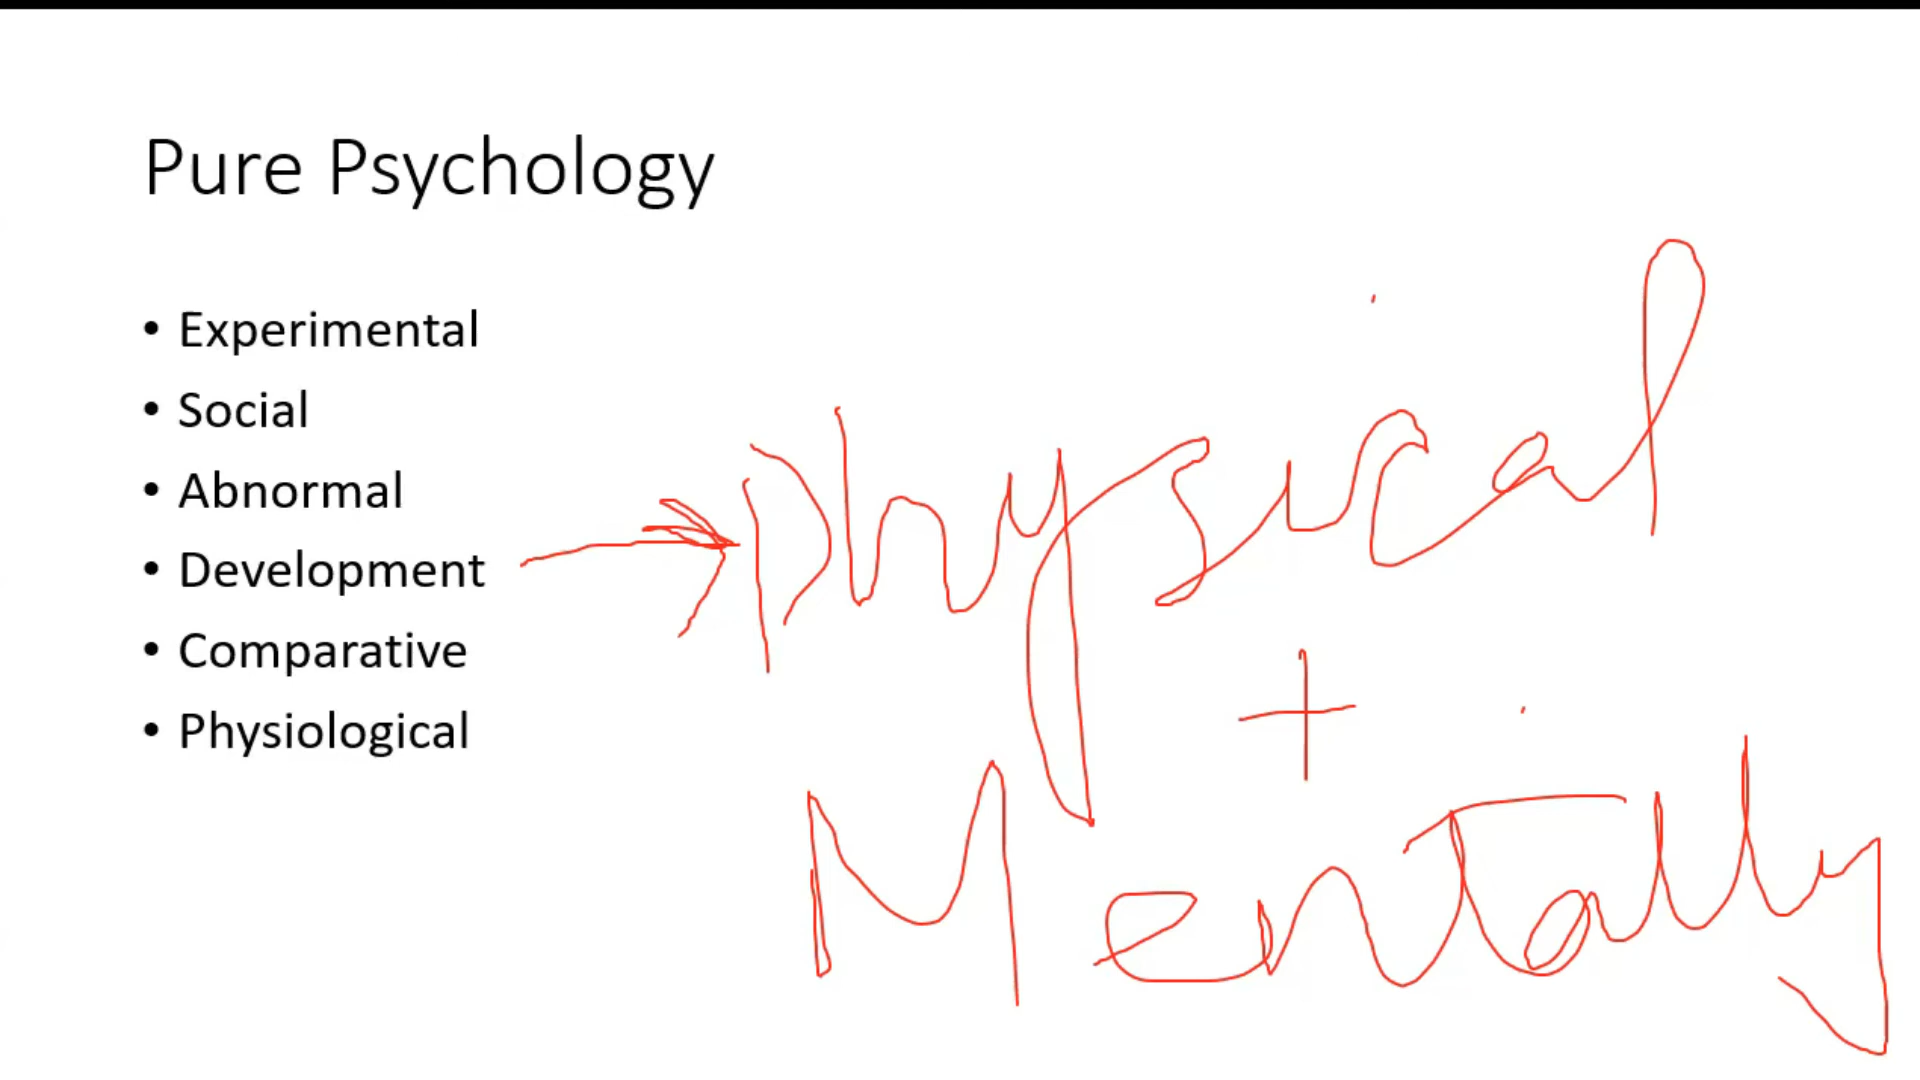 Pure Psychology
• Experimental
• Social
• Abnormal
• Development
• Comparative
• Physiological
physical
+
Mentally